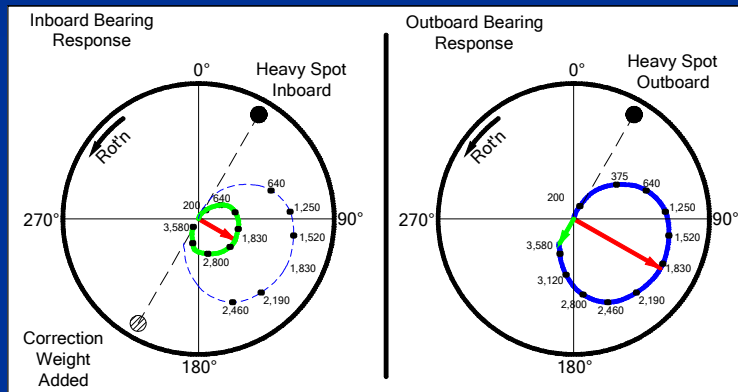 Inboard Bearing
Response
0°
Heavy Spot
Inboard
Rot'n
200
640
640
1,250
270°
90°
3,580
1,520
1,830
1,830
2,800
2,190
2,460
Correction
Weight
Added
180°
Outboard Bearing
Response
0°
Heavy Spot
Outboard
Rot'n
375
640
200
1,250
270°
90°
1,520
3,580
1,830
3,120
2,800
2,190
2,460
180°